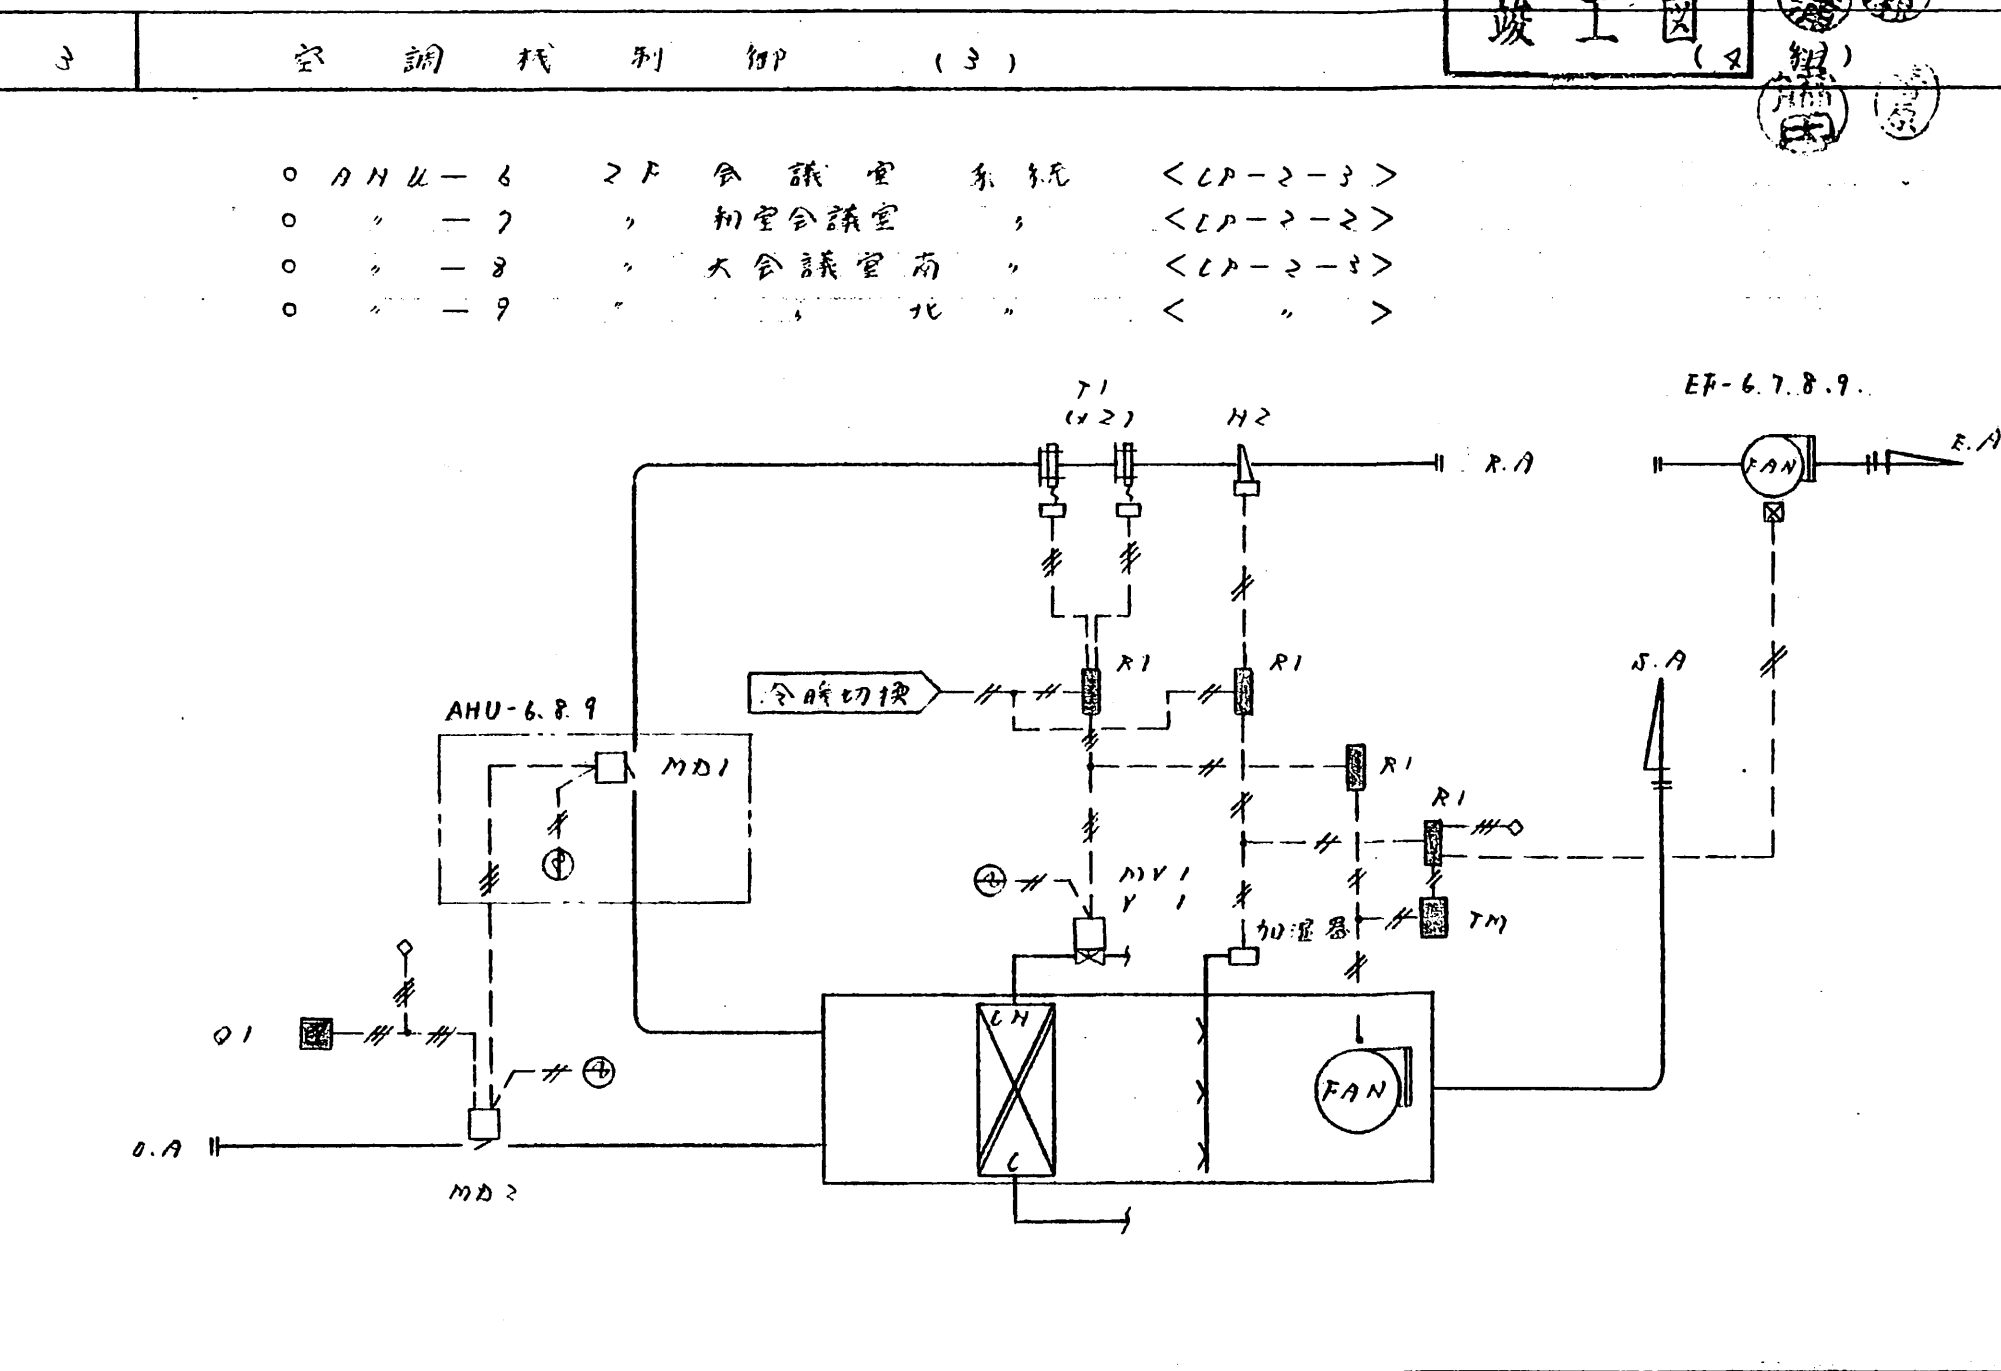 竣工図
3 空調機制御 (3) (4組)
○ AHU-6 2F 会議室 系統 <CP-2-3>
○ 〃 -7 〃 和室会議室 〃 <CP-2-2>
○ 〃 -8 〃 大会議室南 〃 <CP-2-3>
○ 〃 -9 〃 〃 北 〃 < 〃 >
T1
(×2)
H2
EF-6.7.8.9.
R.A
FAN
E.A
R1
R1
S.A
冷暖切換
AHU-6.8.9
MD1
R1
R1
MV1
V1
加湿器
TM
Q1
CH
FAN
C
O.A
MD2